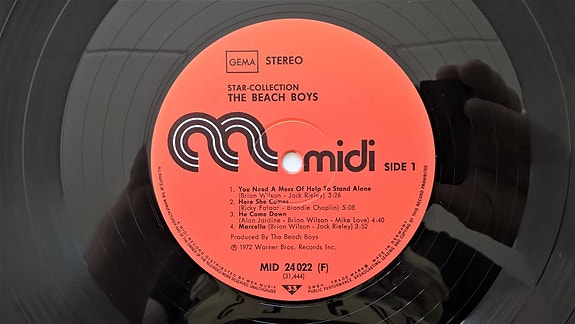 GEMA STEREO
STAR-COLLECTION
THE BEACH BOYS
midi SIDE 1
1. You Need A Mess Of Help To Stand Alone
(Brian Wilson - Jack Rieley) 3:26
2. Here She Comes
(Ricky Fataar - Blondie Chaplin) 5:08
3. He Come Down
(Alan Jardine - Brian Wilson - Mike Love) 4:40
4. Marcella (Brian Wilson - Jack Rieley) 3:52
Produced By The Beach Boys
Ⓟ 1972 Warner Bros. Records Inc.
MID 24 022 (F)
(31,444)
33